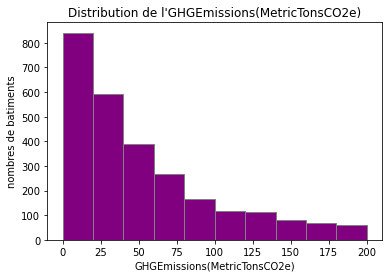 Distribution de l'GHGEmissions(MetricTonsCO2e)
800
700
600
500
400
300
200
100
0
nombres de batiments
0 25 50 75 100 125 150 175 200
GHGEmissions(MetricTonsCO2e)